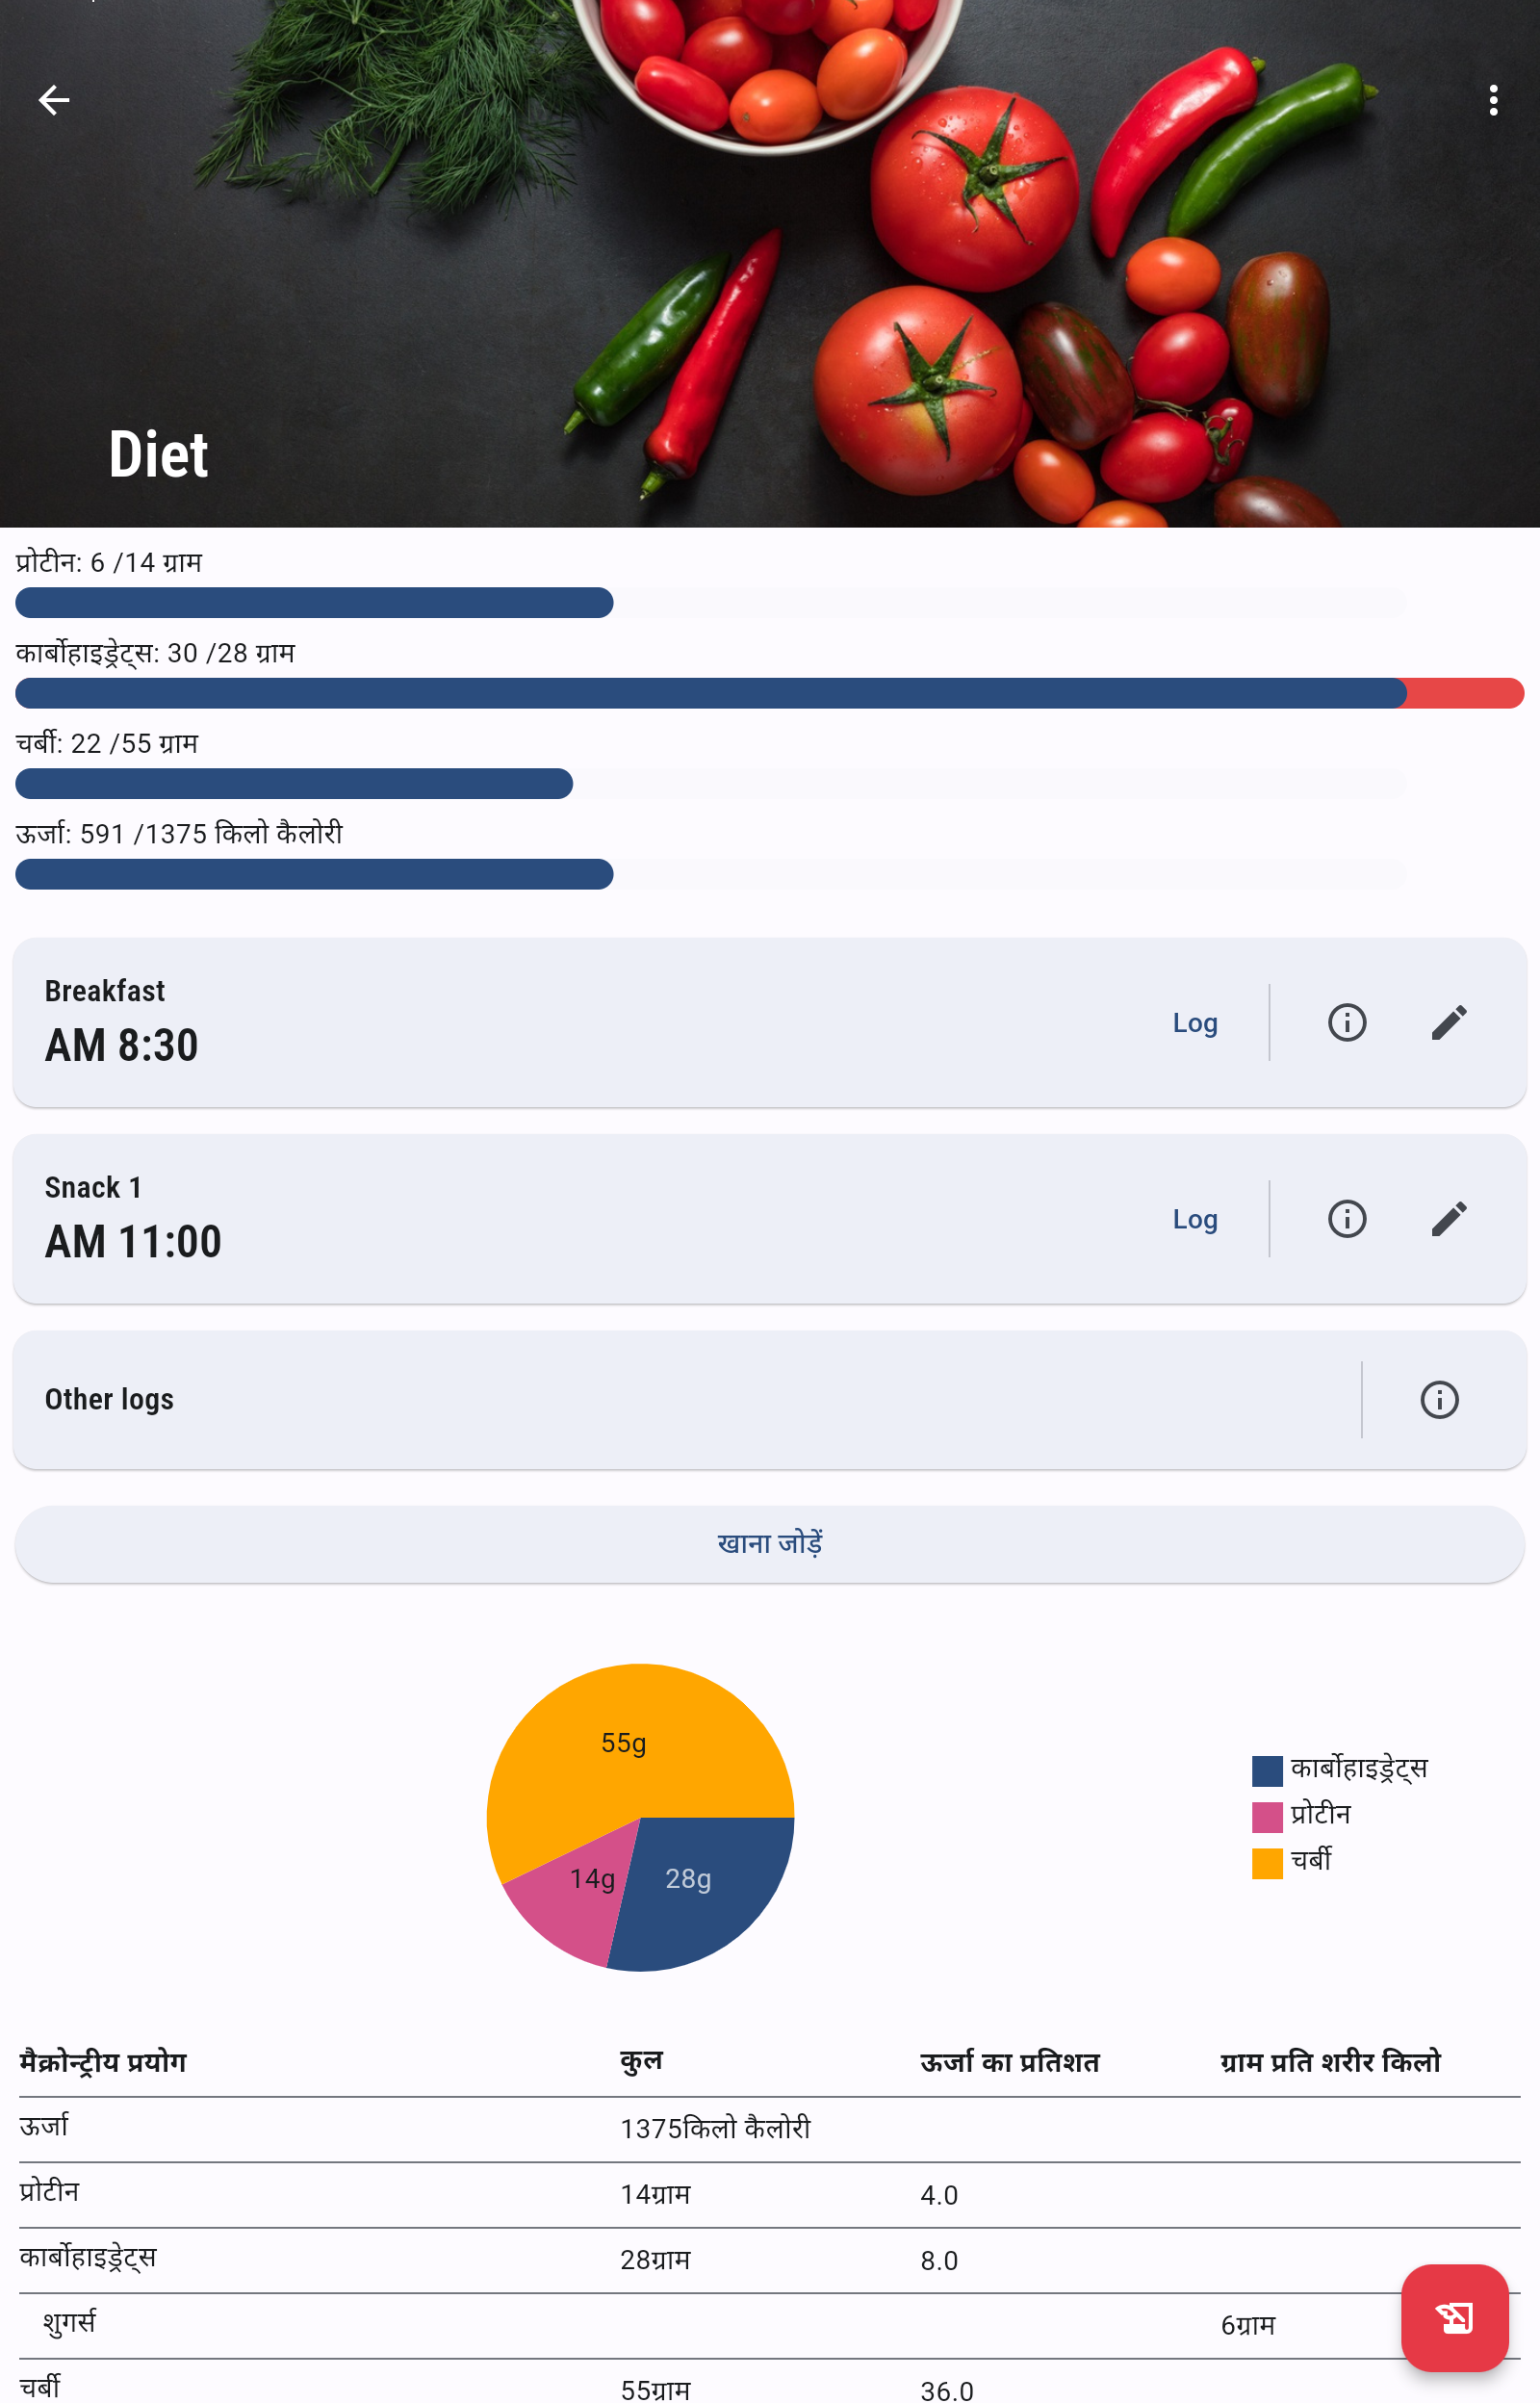 Diet
प्रोटीन: 6 /14 ग्राम
कार्बोहाइड्रेट्स: 30 /28 ग्राम
चर्बी: 22 /55 ग्राम
ऊर्जा: 591 /1375 किलो कैलोरी
Breakfast
AM 8:30
Log
Snack 1
AM 11:00
Log
Other logs
खाना जोड़ें
55g
14g
28g
कार्बोहाइड्रेट्स
प्रोटीन
चर्बी
मैक्रोन्ट्रीय प्रयोग कुल ऊर्जा का प्रतिशत ग्राम प्रति शरीर किलो
ऊर्जा 1375किलो कैलोरी
प्रोटीन 14ग्राम 4.0
कार्बोहाइड्रेट्स 28ग्राम 8.0
शुगर्स 6ग्राम
चर्बी 55ग्राम 36.0